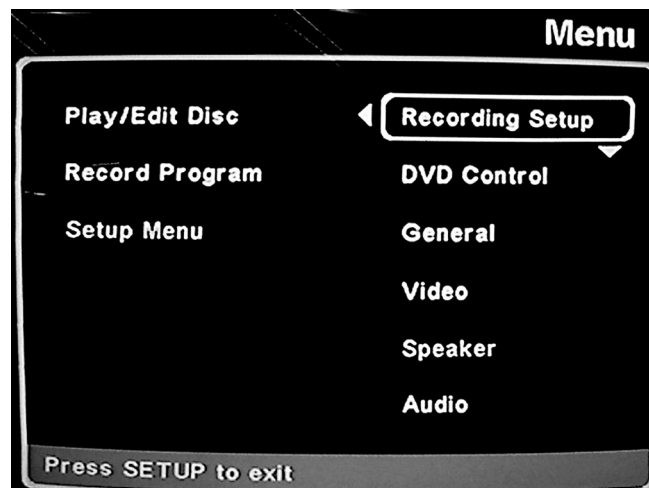 Menu
Play/Edit Disc
Record Program
Setup Menu
Recording Setup
DVD Control
General
Video
Speaker
Audio
Press SETUP to exit